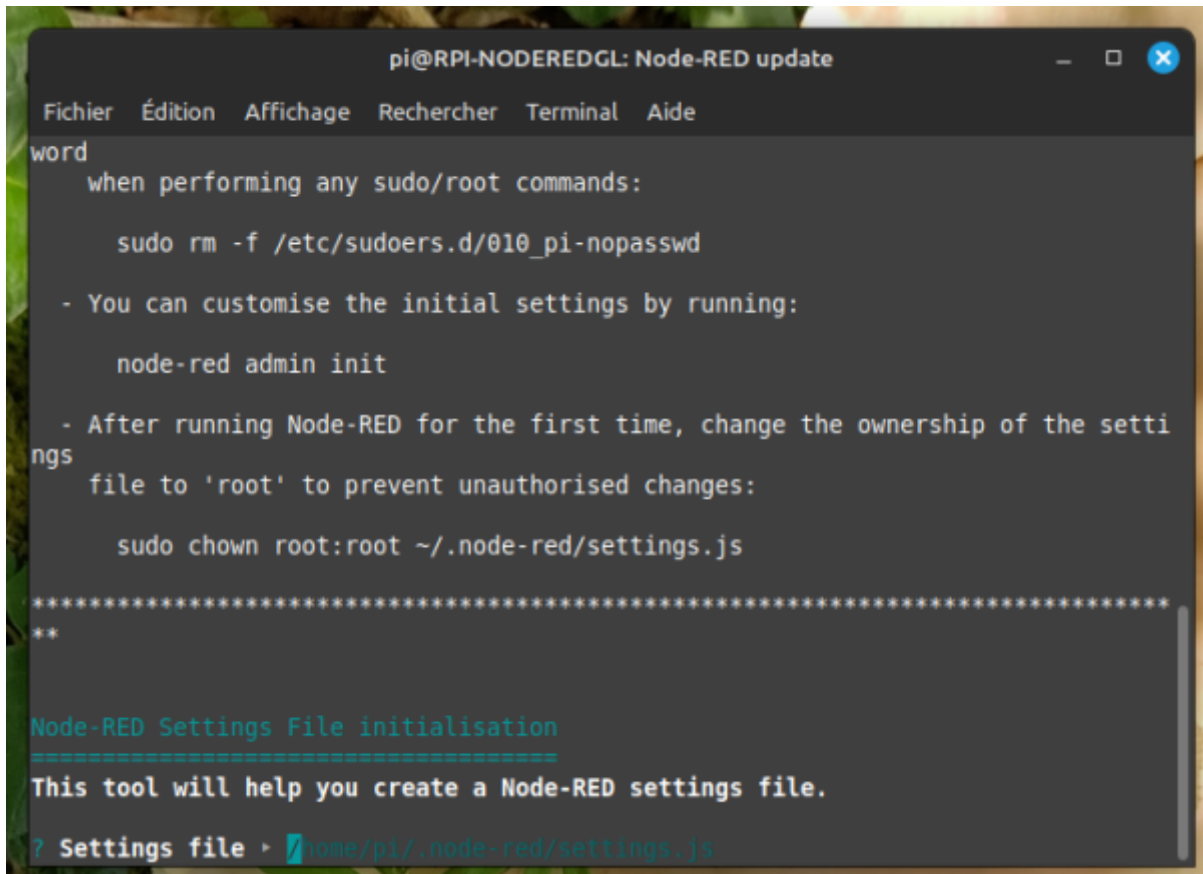 pi@RPI-NODEREDGL: Node-RED update
Fichier Édition Affichage Rechercher Terminal Aide
word
when performing any sudo/root commands:
sudo rm -f /etc/sudoers.d/010_pi-nopasswd
- You can customise the initial settings by running:
node-red admin init
- After running Node-RED for the first time, change the ownership of the setti
ngs
file to 'root' to prevent unauthorised changes:
sudo chown root:root ~/.node-red/settings.js
********************************************************************************
**
Node-RED Settings File initialisation
=====================================
This tool will help you create a Node-RED settings file.
? Settings file ‣ /home/pi/.node-red/settings.js